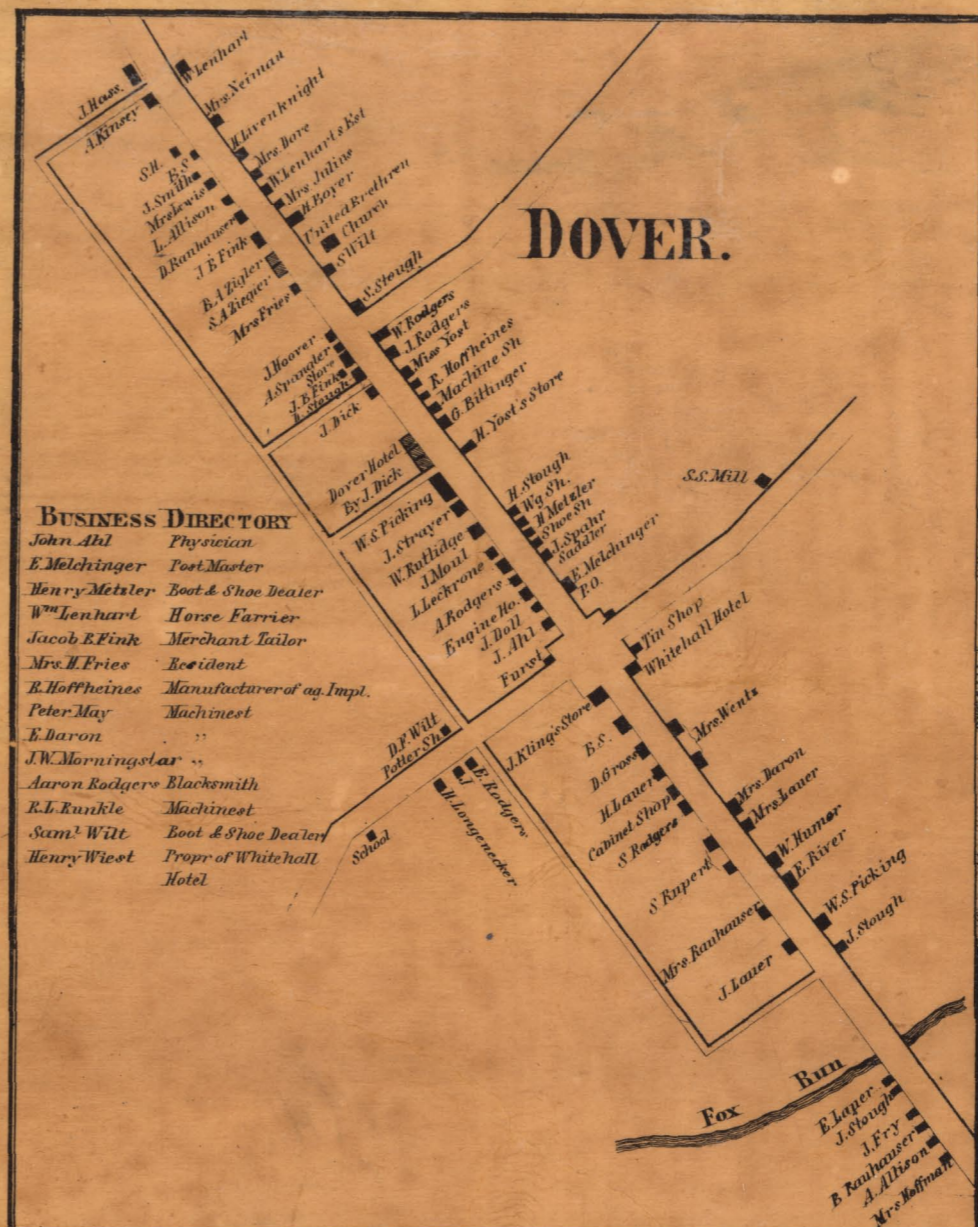 DOVER.
W. Lenhart
Mrs. Neiman
H. Livenknight
Mrs. Dore
W. Lenhart's Est
Mrs Julius
H. Boyer
United Brethren
Church
S Wilt
S. Stough
W. Rodgers
J. Rodgers
Miss Yost
R. Hoffheines
Machine Sh
G. Bittinger
H. Yost's Store
H. Stough
Wg Sh.
H Metzler
Shoe Sh
J. Spahr
Saddler
E. Melchinger
P.O.
S.S. Mill
Tin Shop
Whitehall Hotel
Mrs. Wentz
Mrs. Daron
Mrs. Lauer
W. Humer
E. River
W. S. Picking
J. Stough
J. Hass.
A. Kinsey
S.H.
B. S
J. Smith
Mrs Lewis
L. Allison
D. Rauhauser
J. B Fink
B. A Zigler
S. A Ziegler
Mrs Fries
J. Hoover
A. Spangler
Store
J. B Fink
L. Stough
J. Dick
Dover Hotel
By J. Dick
W. S. Picking
J. Strayer
W. Rutlidge
J. Moul
L. Leckrone
A. Rodgers
Engine Ho.
J. Doll
J. Ahl
Furst
D. F. Wilt
Potter Sh
School
E. Rodgers
J „
H. Longenecker
J. Kling's Store
B. S.
D. Gross
H. Lauer
Cabinet Shop
S. Rodgers
S Rupert
Mrs. Rauhauser
J. Lauer
Fox Run
E. Lauer
J. Stough
J. Fry
B Rauhauser
A. Allison
Mrs Hoffman
BUSINESS DIRECTORY
John Ahl Physician
E. Melchinger Post Master
Henry Metzler Boot & Shoe Dealer
Wm Lenhart Horse Farrier
Jacob B. Fink Merchant Tailor
Mrs. H. Fries Resident
R. Hoffheines Manufacturer of ag. Impl.
Peter May Machinest
E. Daron „
J. W. Morningstar „
Aaron Rodgers Blacksmith
R. L. Runkle Machinest
Saml Wilt Boot & Shoe Dealer
Henry Wiest Propr of Whitehall
Hotel